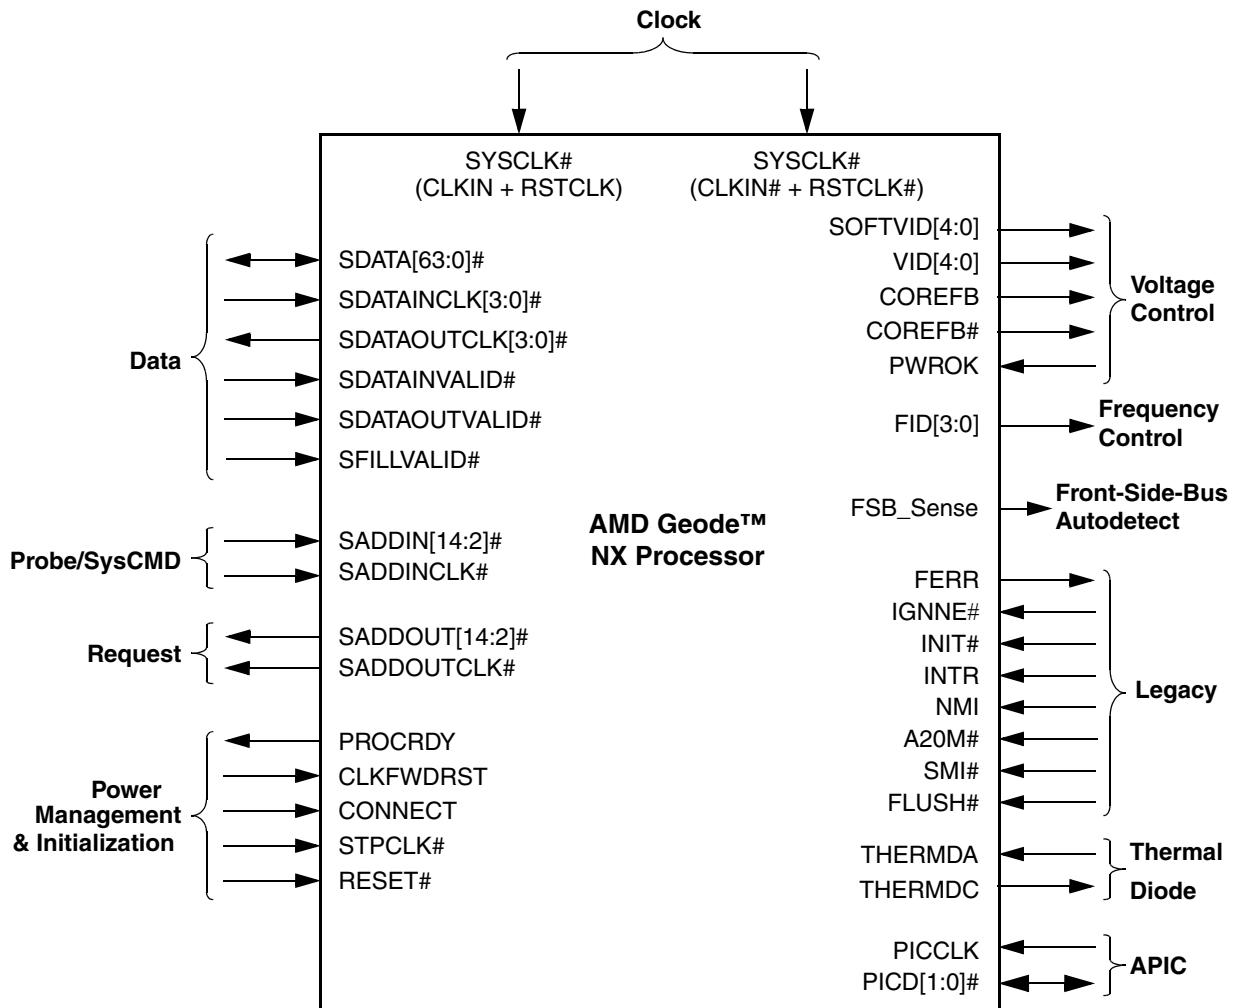 Clock
SYSCLK#
(CLKIN + RSTCLK)
SYSCLK#
(CLKIN# + RSTCLK#)
Data
SDATA[63:0]#
SDATAINCLK[3:0]#
SDATAOUTCLK[3:0]#
SDATAINVALID#
SDATAOUTVALID#
SFILLVALID#
Probe/SysCMD
SADDIN[14:2]#
SADDINCLK#
Request
SADDOUT[14:2]#
SADDOUTCLK#
Power
Management
& Initialization
PROCRDY
CLKFWDRST
CONNECT
STPCLK#
RESET#
AMD Geode™
NX Processor
SOFTVID[4:0]
VID[4:0]
COREFB
COREFB#
PWROK
Voltage
Control
FID[3:0]
Frequency
Control
FSB_Sense
Front-Side-Bus
Autodetect
FERR
IGNNE#
INIT#
INTR
NMI
A20M#
SMI#
FLUSH#
Legacy
THERMDA
THERMDC
Thermal
Diode
PICCLK
PICD[1:0]#
APIC